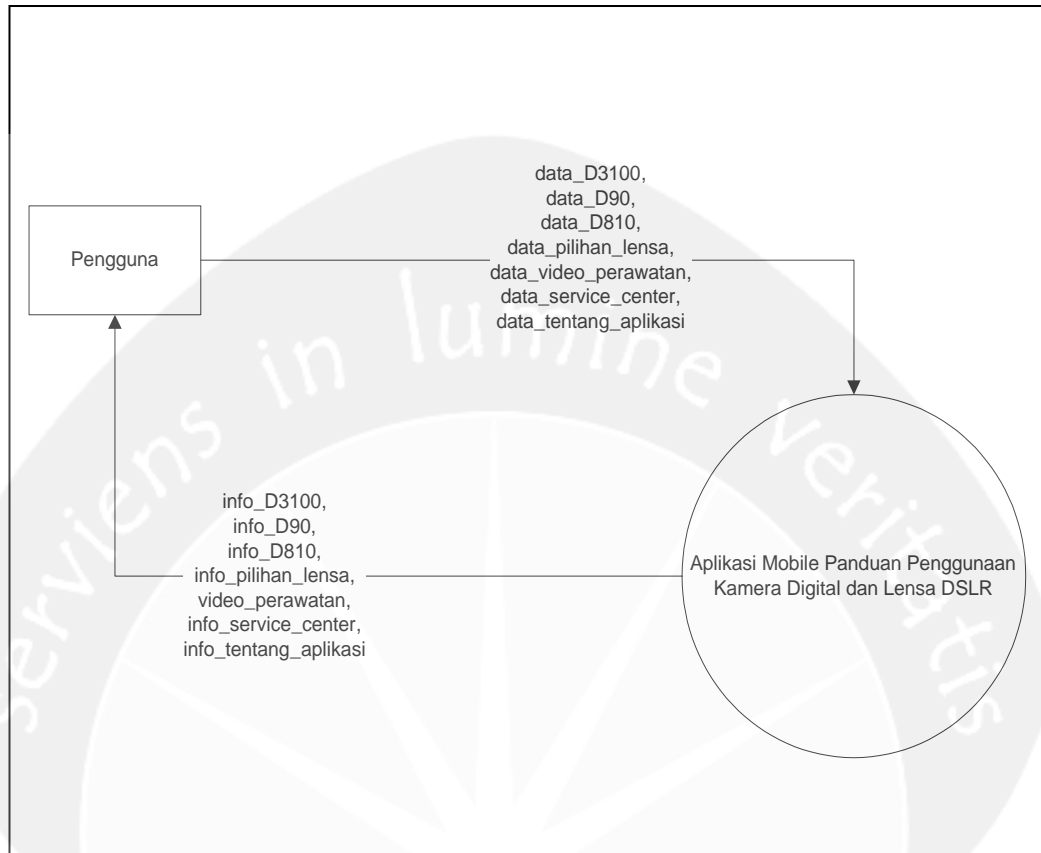 data_D3100,
data_D90,
data_D810,
data_pilihan_lensa,
data_video_perawatan,
data_service_center,
data_tentang_aplikasi
Pengguna
serviens in lumine veritatis
info_D3100,
info_D90,
info_D810,
info_pilihan_lensa,
video_perawatan,
info_service_center,
info_tentang_aplikasi
Aplikasi Mobile Panduan Penggunaan
Kamera Digital dan Lensa DSLR